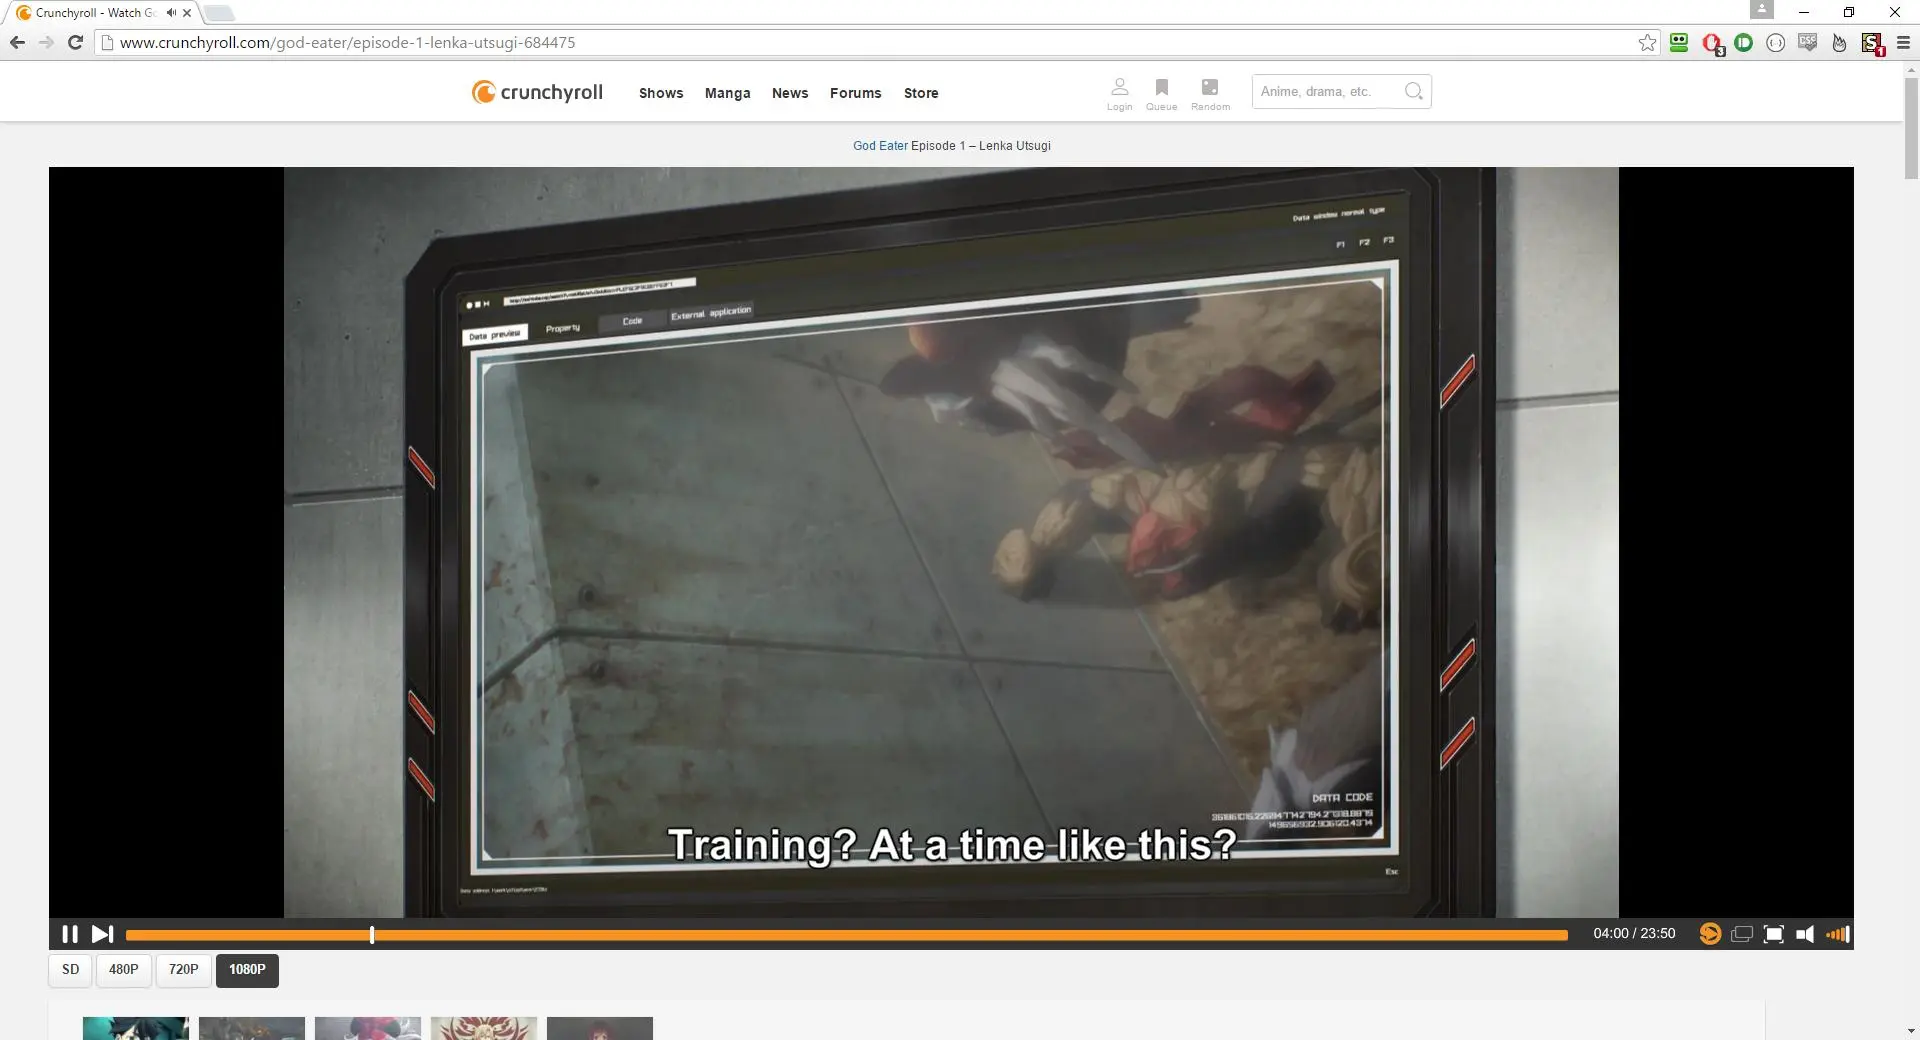 Crunchyroll - Watch Go
www.crunchyroll.com/god-eater/episode-1-lenka-utsugi-684475
3
1
crunchyroll
Shows
Manga
News
Forums
Store
Login
Queue
Random
Anime, drama, etc.
God Eater Episode 1 – Lenka Utsugi
Data window normal type
F1 F2 F3
Data preview
Property
Code
External application
DATA CODE
Training? At a time like this?
Esc
04:00 / 23:50
SD
480P
720P
1080P